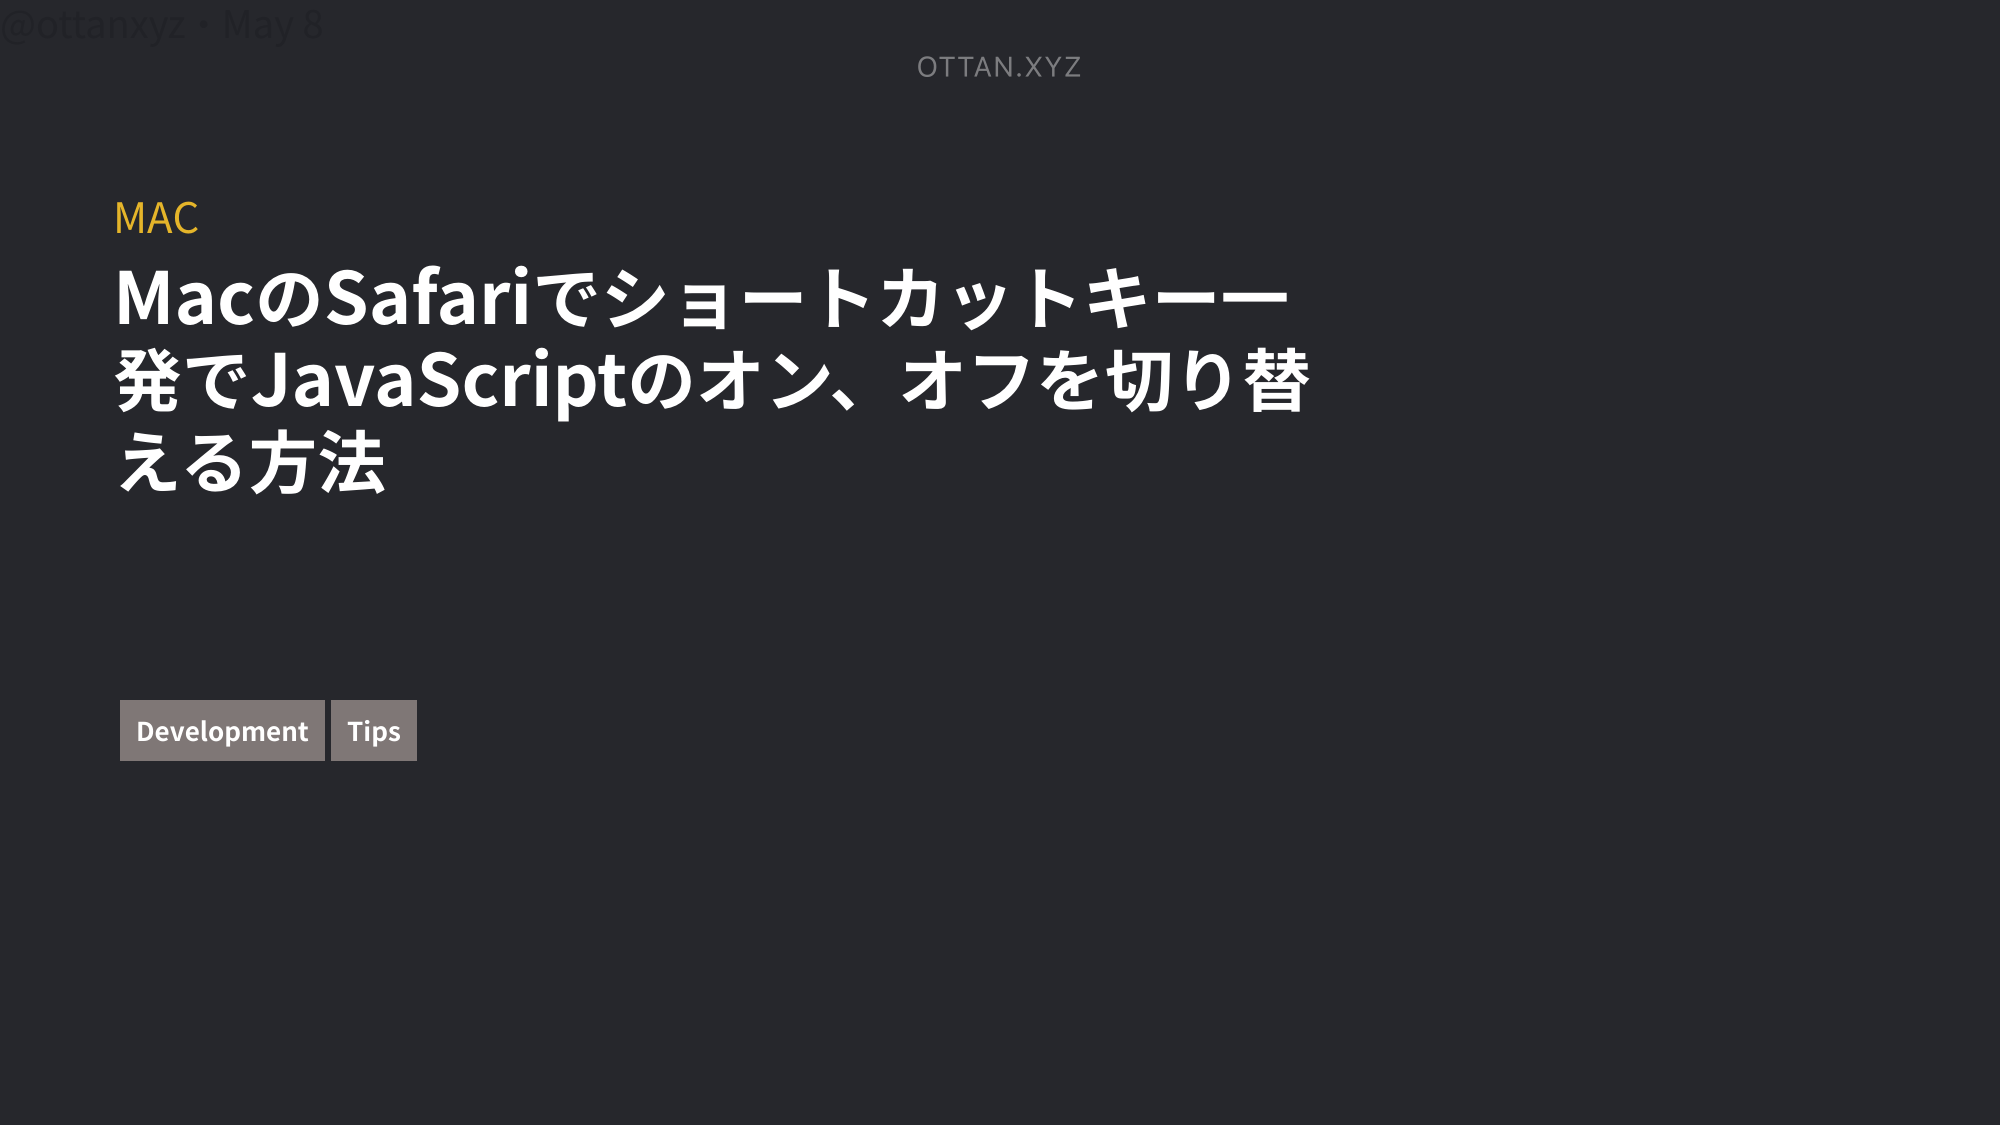 @ottanxyz・May 8
OTTAN.XYZ
MAC
MacのSafariでショートカットキー一
発でJavaScriptのオン、オフを切り替
える方法
Development Tips